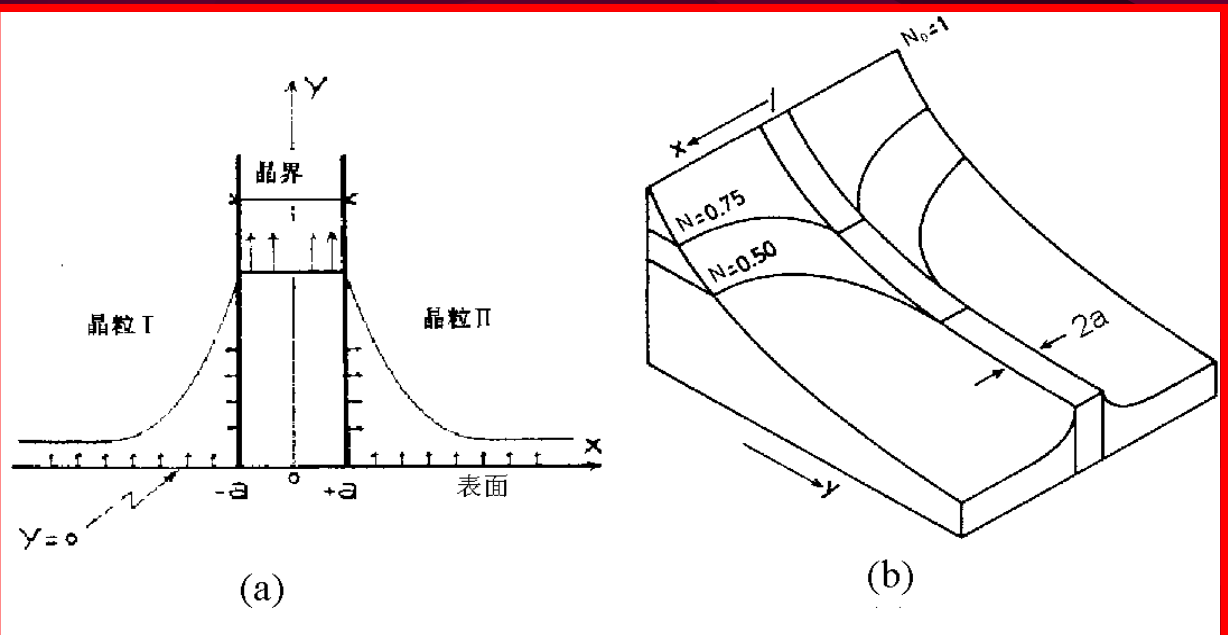 Y
晶界
晶粒 I
晶粒 II
X
-a
o
+a
表面
Y=o
(a)
N₀=1
x
N=0.75
N=0.50
2a
y
(b)